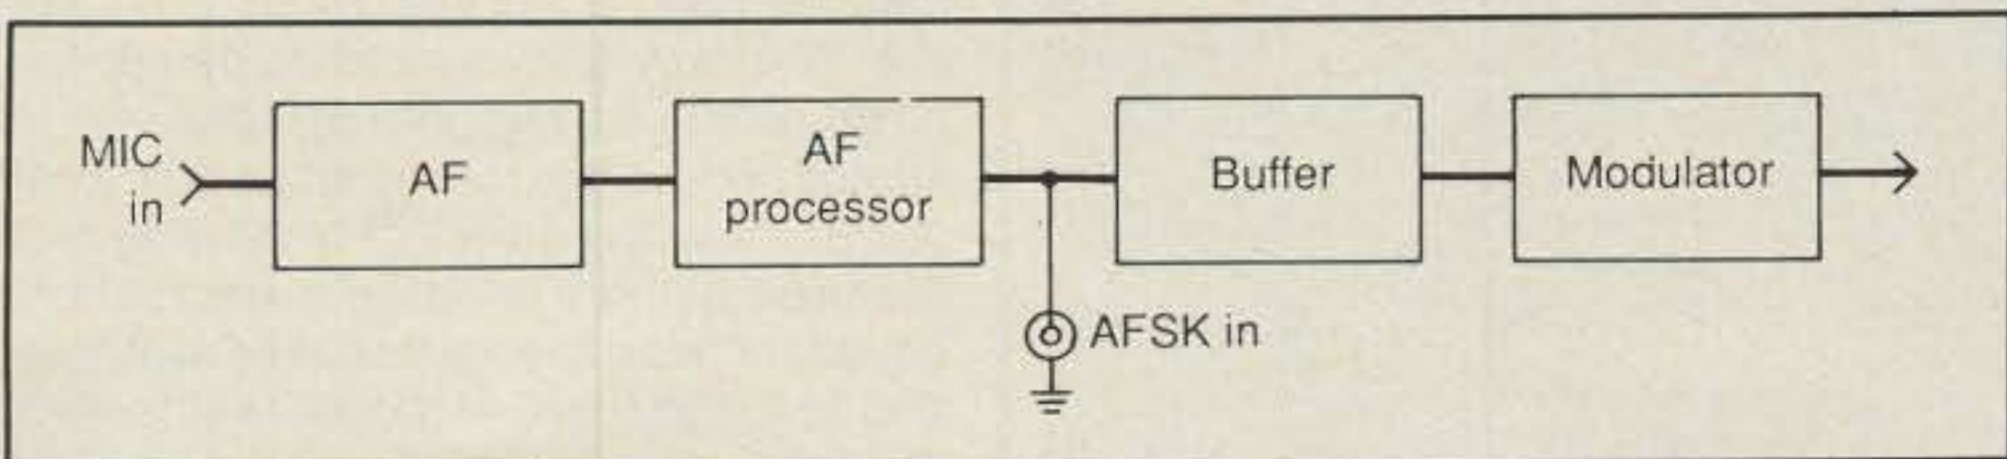 MIC
in
AF
AF
processor
Buffer
Modulator
AFSK in